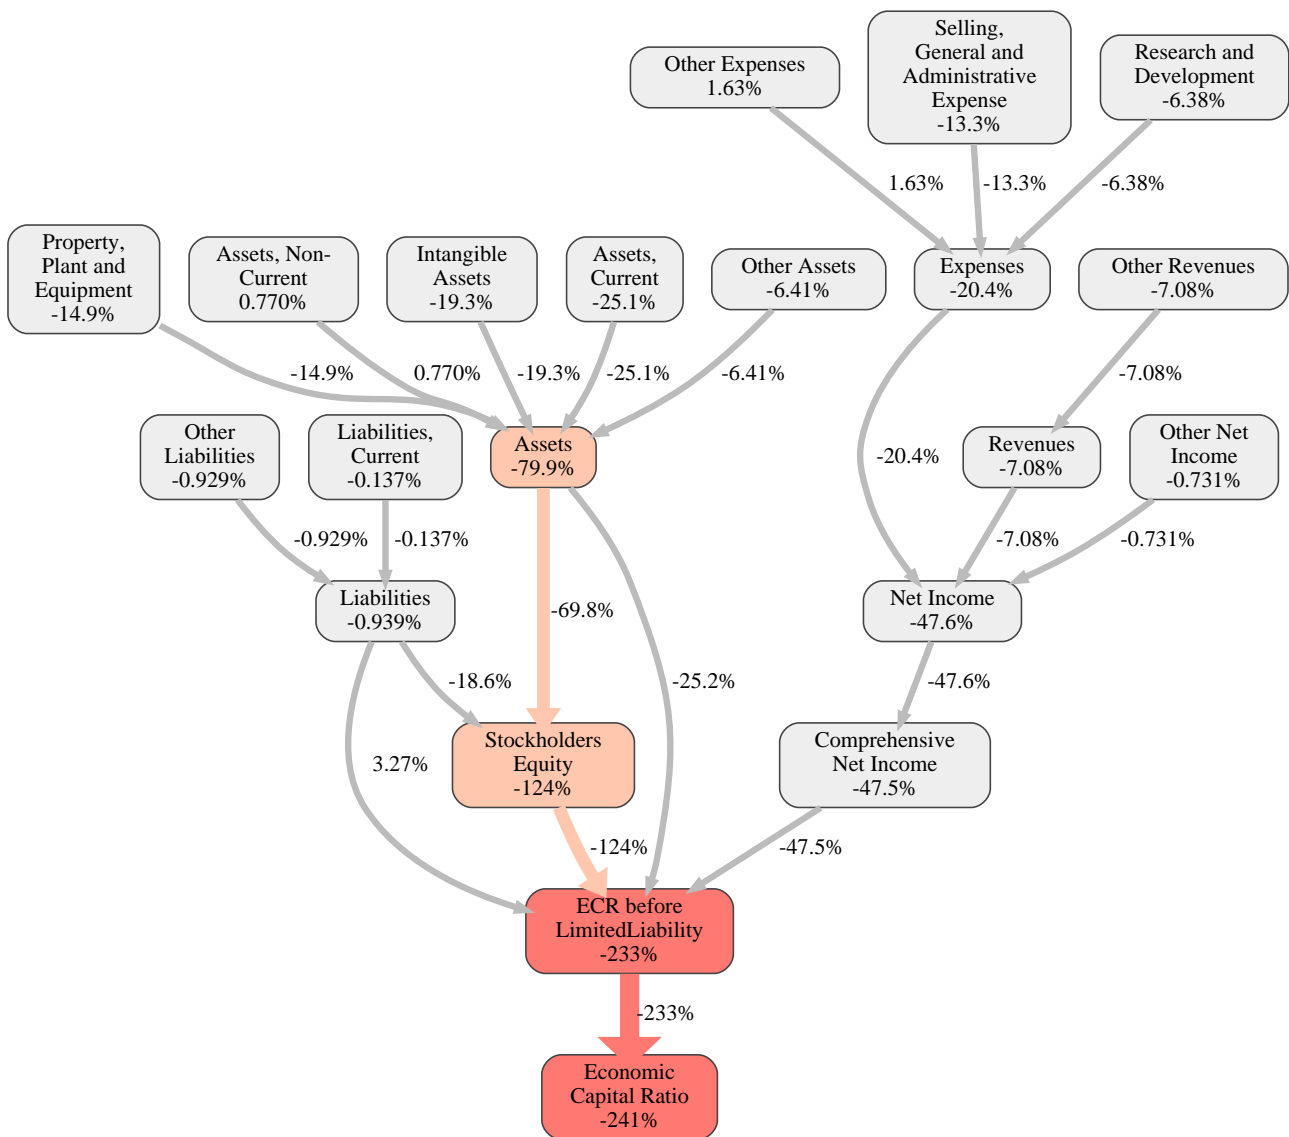 Other Expenses
1.63%
Selling,
General and
Administrative
Expense
-13.3%
Research and
Development
-6.38%
1.63%
-13.3%
-6.38%
Property,
Plant and
Equipment
-14.9%
Assets, Non-
Current
0.770%
Intangible
Assets
-19.3%
Assets,
Current
-25.1%
Other Assets
-6.41%
Expenses
-20.4%
Other Revenues
-7.08%
-14.9%
0.770%
-19.3%
-25.1%
-6.41%
-7.08%
Other
Liabilities
-0.929%
Liabilities,
Current
-0.137%
Assets
-79.9%
-20.4%
Revenues
-7.08%
Other Net
Income
-0.731%
-0.929%
-0.137%
-7.08%
-0.731%
Liabilities
-0.939%
-69.8%
Net Income
-47.6%
-18.6%
-25.2%
-47.6%
3.27%
Stockholders
Equity
-124%
Comprehensive
Net Income
-47.5%
-124%
-47.5%
ECR before
LimitedLiability
-233%
-233%
Economic
Capital Ratio
-241%